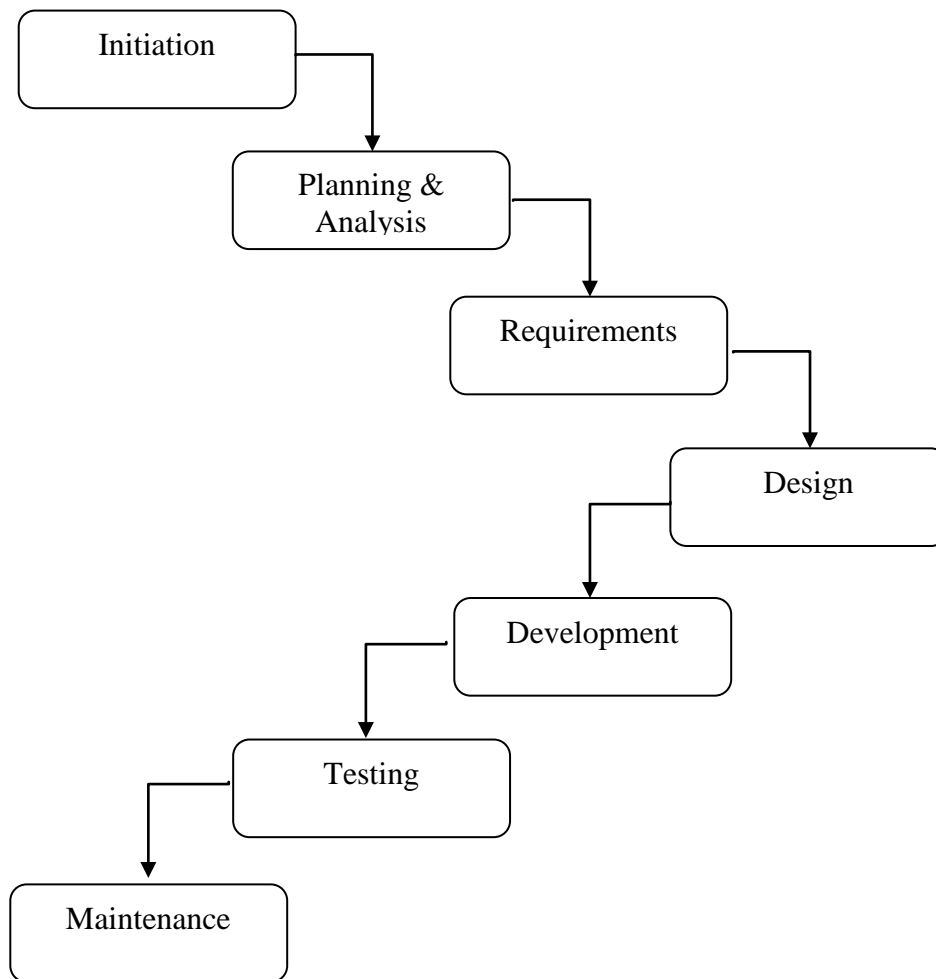 Initiation
Planning &
Analysis
Requirements
Design
Development
Testing
Maintenance